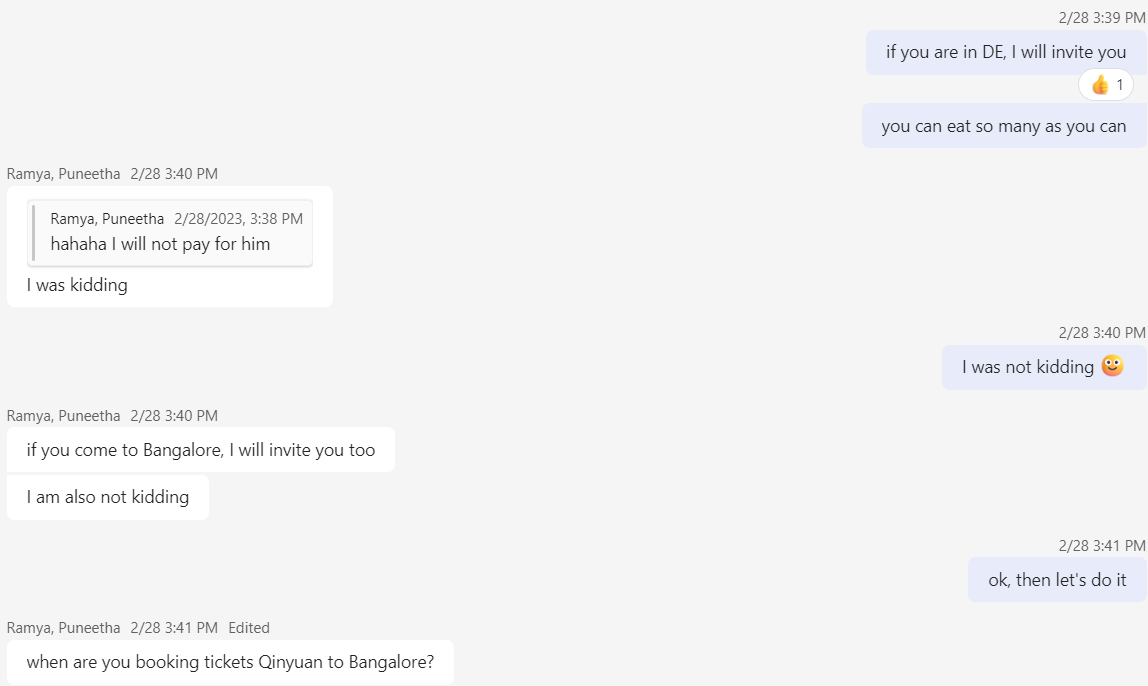 2/28 3:39 PM
if you are in DE, I will invite you
👍 1
you can eat so many as you can
Ramya, Puneetha 2/28 3:40 PM
Ramya, Puneetha 2/28/2023, 3:38 PM
hahaha I will not pay for him
I was kidding
2/28 3:40 PM
I was not kidding 🙂
Ramya, Puneetha 2/28 3:40 PM
if you come to Bangalore, I will invite you too
I am also not kidding
2/28 3:41 PM
ok, then let's do it
Ramya, Puneetha 2/28 3:41 PM Edited
when are you booking tickets Qinyuan to Bangalore?